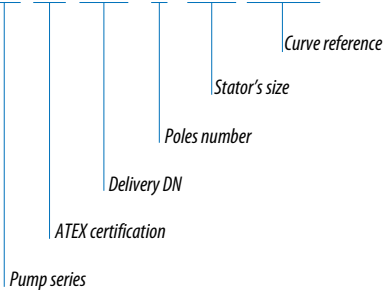 Curve reference
Stator's size
Poles number
Delivery DN
ATEX certification
Pump series